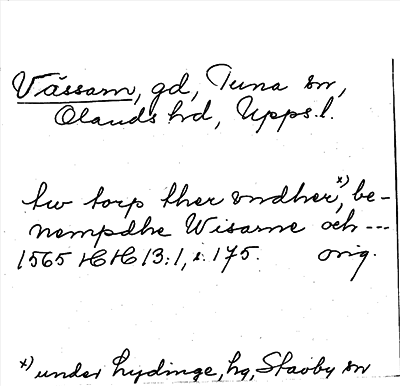 Vässam, gd, Tuna sn,
Olands hd, Upps.l.
tw torp ther vndher x), be-
nempdhe Wisarne och ---
1565 HH 13:1, s. 175. orig.
x) under Lydinge, hg, Stavby sn